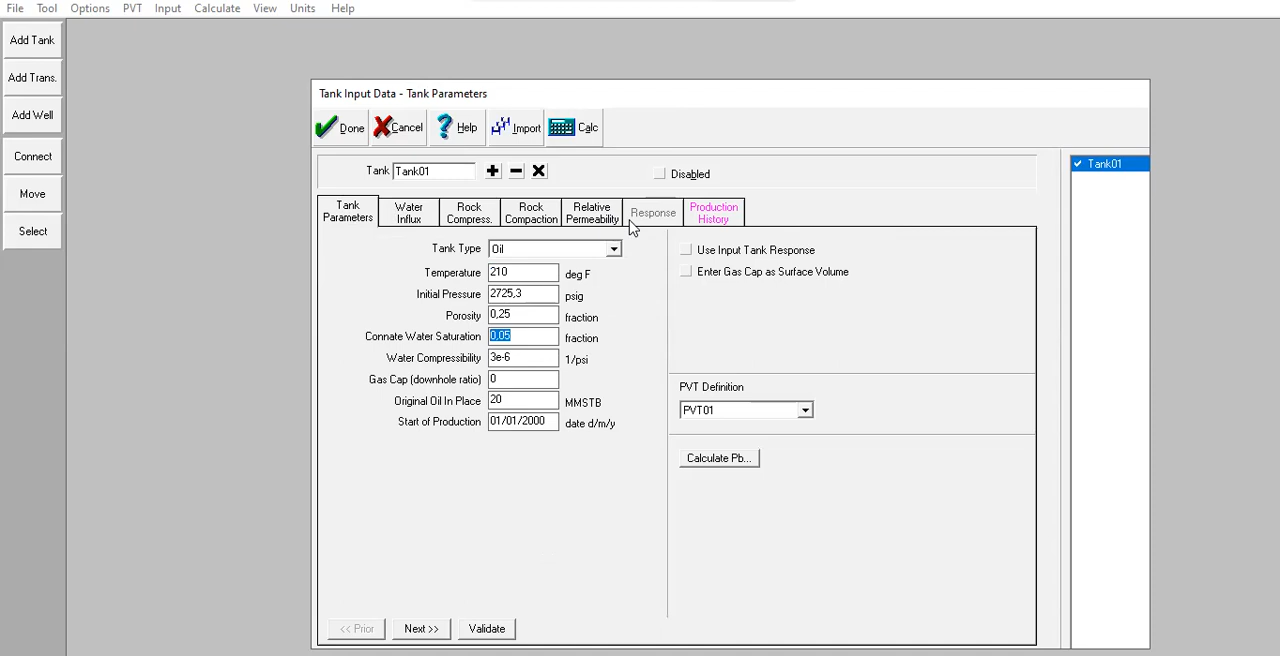 File Tool Options PVT Input Calculate View Units Help
Add Tank
Add Trans.
Add Well
Connect
Move
Select
Tank Input Data - Tank Parameters
Done Cancel Help Import Calc
Tank Tank01 Disabled
Tank Parameters
Water Influx
Rock Compress.
Rock Compaction
Relative Permeability
Response
Production History
Tank Type Oil
Temperature 210 deg F
Initial Pressure 2725,3 psig
Porosity 0,25 fraction
Connate Water Saturation 0,05 fraction
Water Compressibility 3e-6 1/psi
Gas Cap (downhole ratio) 0
Original Oil In Place 20 MMSTB
Start of Production 01/01/2000 date d/m/y
Use Input Tank Response
Enter Gas Cap as Surface Volume
PVT Definition
PVT01
Calculate Pb...
<< Prior Next >> Validate
Tank01